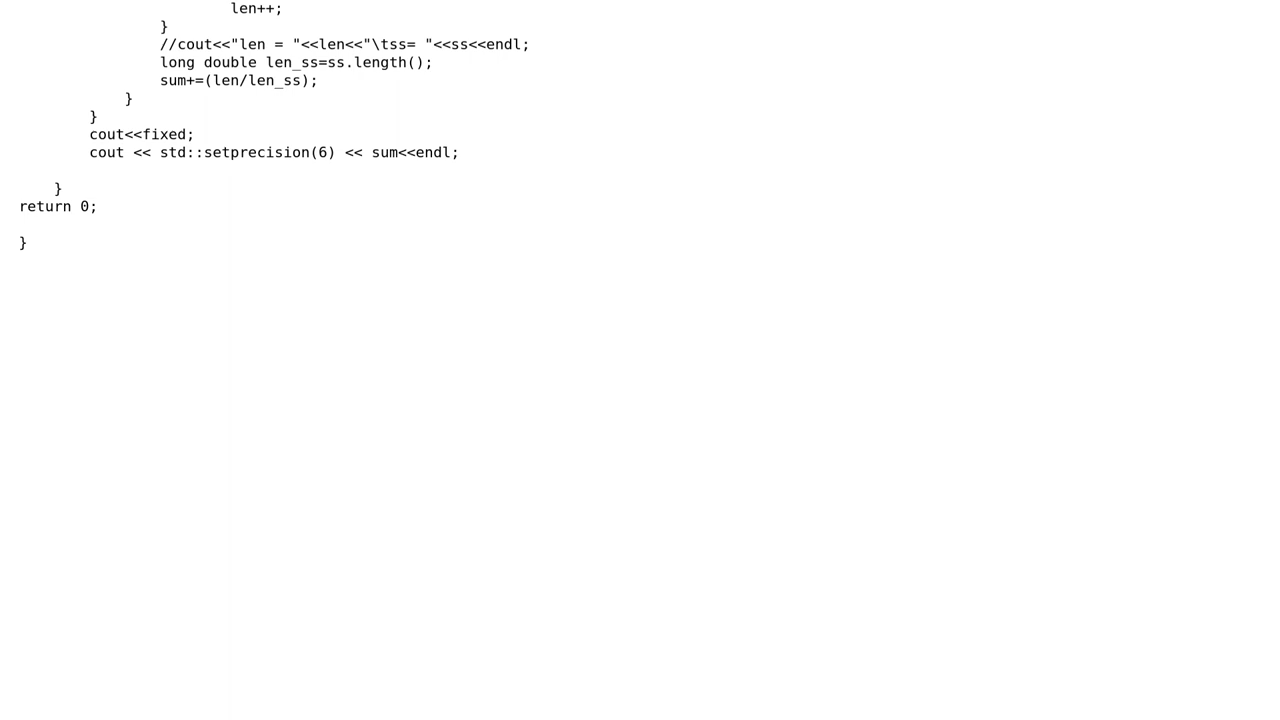 len++;
}
//cout<<"len = "<<len<<"\tss= "<<ss<<endl;
long double len_ss=ss.length();
sum+=(len/len_ss);
}
}
cout<<fixed;
cout << std::setprecision(6) << sum<<endl;
}
return 0;
}